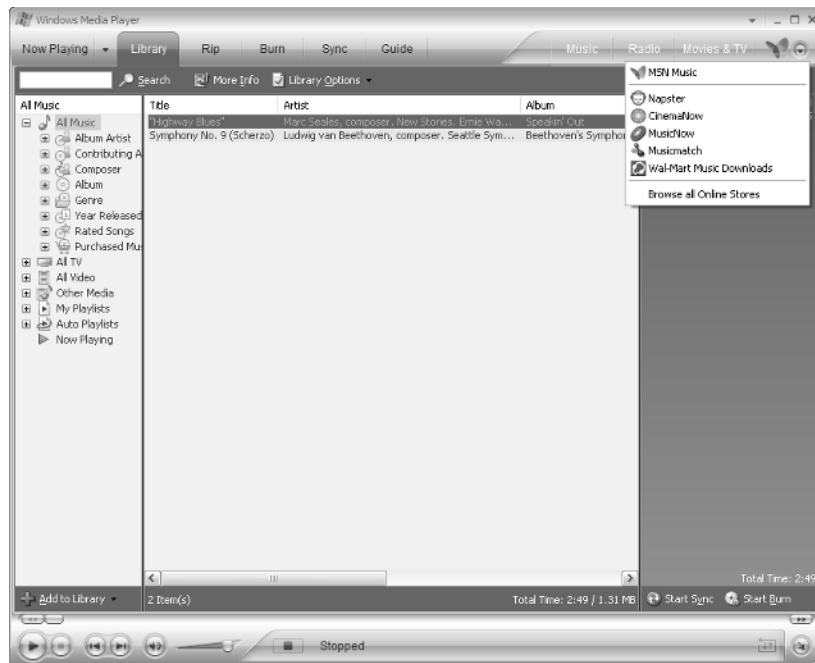 Windows Media Player
Now Playing
Library
Rip
Burn
Sync
Guide
Music
Radio
Movies & TV
Search
More Info
Library Options
MSN Music
Napster
CinemaNow
MusicNow
Musicmatch
Wal-Mart Music Downloads
Browse all Online Stores
All Music
All Music
Album Artist
Contributing A
Composer
Album
Genre
Year Released
Rated Songs
Purchased Mu
All TV
All Video
Other Media
My Playlists
Auto Playlists
Now Playing
Title Artist Album
"Highway Blues" Marc Seales, composer. New Stories. Ernie Wa... Speakin' Out
Symphony No. 9 (Scherzo) Ludwig van Beethoven, composer. Seattle Sym... Beethoven's Sympho
Total Time: 2:49
Add to Library
2 Item(s)
Total Time: 2:49 / 1.31 MB
Start Sync
Start Burn
Stopped